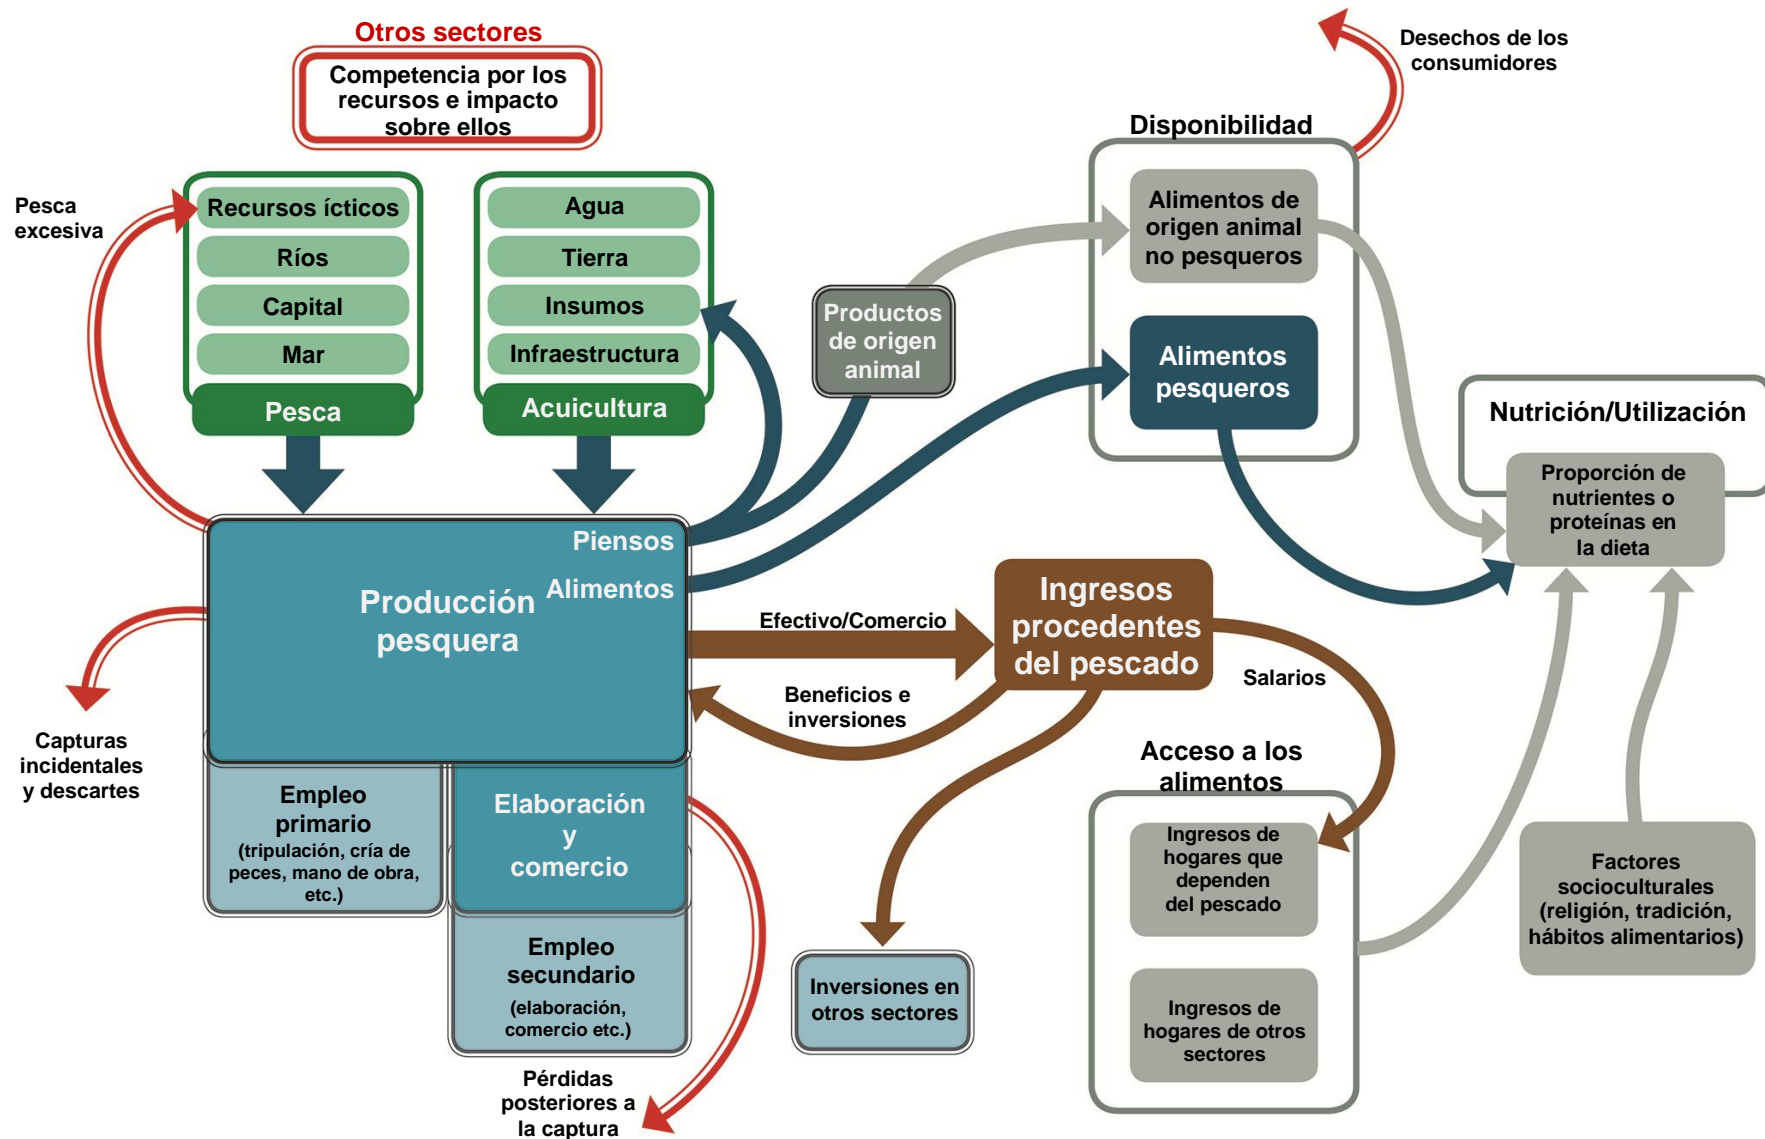 Otros sectores
Competencia por los
recursos e impacto
sobre ellos
Desechos de los
consumidores
Pesca
excesiva
Recursos ícticos
Ríos
Capital
Mar
Pesca
Agua
Tierra
Insumos
Infraestructura
Acuicultura
Productos
de origen
animal
Disponibilidad
Alimentos de
origen animal
no pesqueros
Alimentos
pesqueros
Nutrición/Utilización
Proporción de
nutrientes o
proteínas en
la dieta
Piensos
Alimentos
Producción
pesquera
Efectivo/Comercio
Ingresos
procedentes
del pescado
Beneficios e
inversiones
Salarios
Capturas
incidentales
y descartes
Empleo
primario
(tripulación, cría de
peces, mano de obra,
etc.)
Elaboración
y
comercio
Empleo
secundario
(elaboración,
comercio etc.)
Pérdidas
posteriores a
la captura
Inversiones en
otros sectores
Acceso a los
alimentos
Ingresos de
hogares que
dependen
del pescado
Ingresos de
hogares de otros
sectores
Factores
socioculturales
(religión, tradición,
hábitos alimentarios)